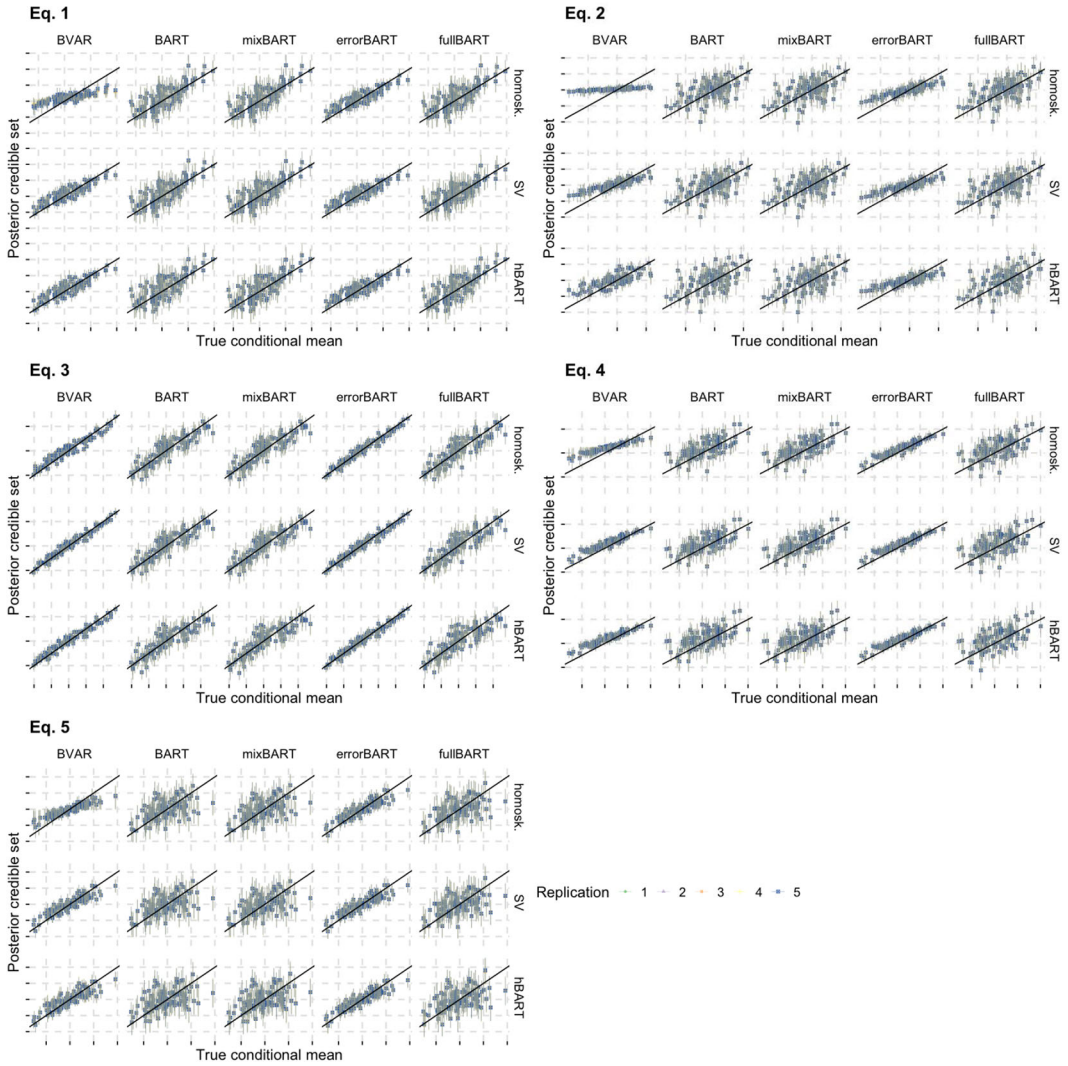 Eq. 1
BVAR BART mixBART errorBART fullBART
homosk.
SV
hBART
Posterior credible set
True conditional mean
Eq. 2
BVAR BART mixBART errorBART fullBART
homosk.
SV
hBART
Posterior credible set
True conditional mean
Eq. 3
BVAR BART mixBART errorBART fullBART
homosk.
SV
hBART
Posterior credible set
True conditional mean
Eq. 4
BVAR BART mixBART errorBART fullBART
homosk.
SV
hBART
Posterior credible set
True conditional mean
Eq. 5
BVAR BART mixBART errorBART fullBART
homosk.
SV
hBART
Posterior credible set
True conditional mean
Replication 1 2 3 4 5